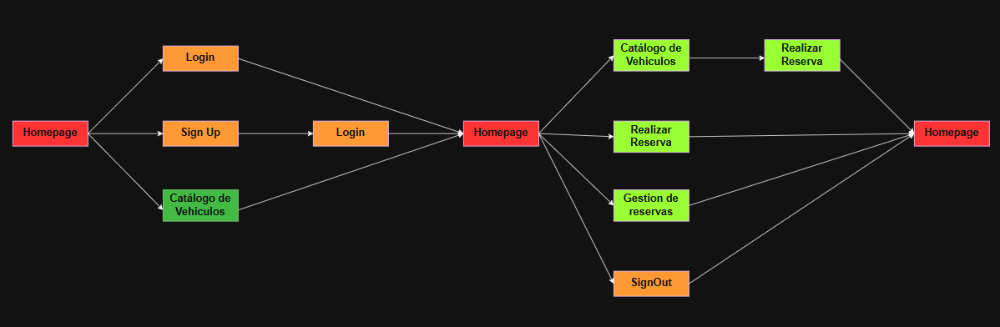 Homepage
Login
Sign Up
Login
Catálogo de
Vehiculos
Homepage
Catálogo de
Vehiculos
Realizar
Reserva
Realizar
Reserva
Gestion de
reservas
SignOut
Homepage